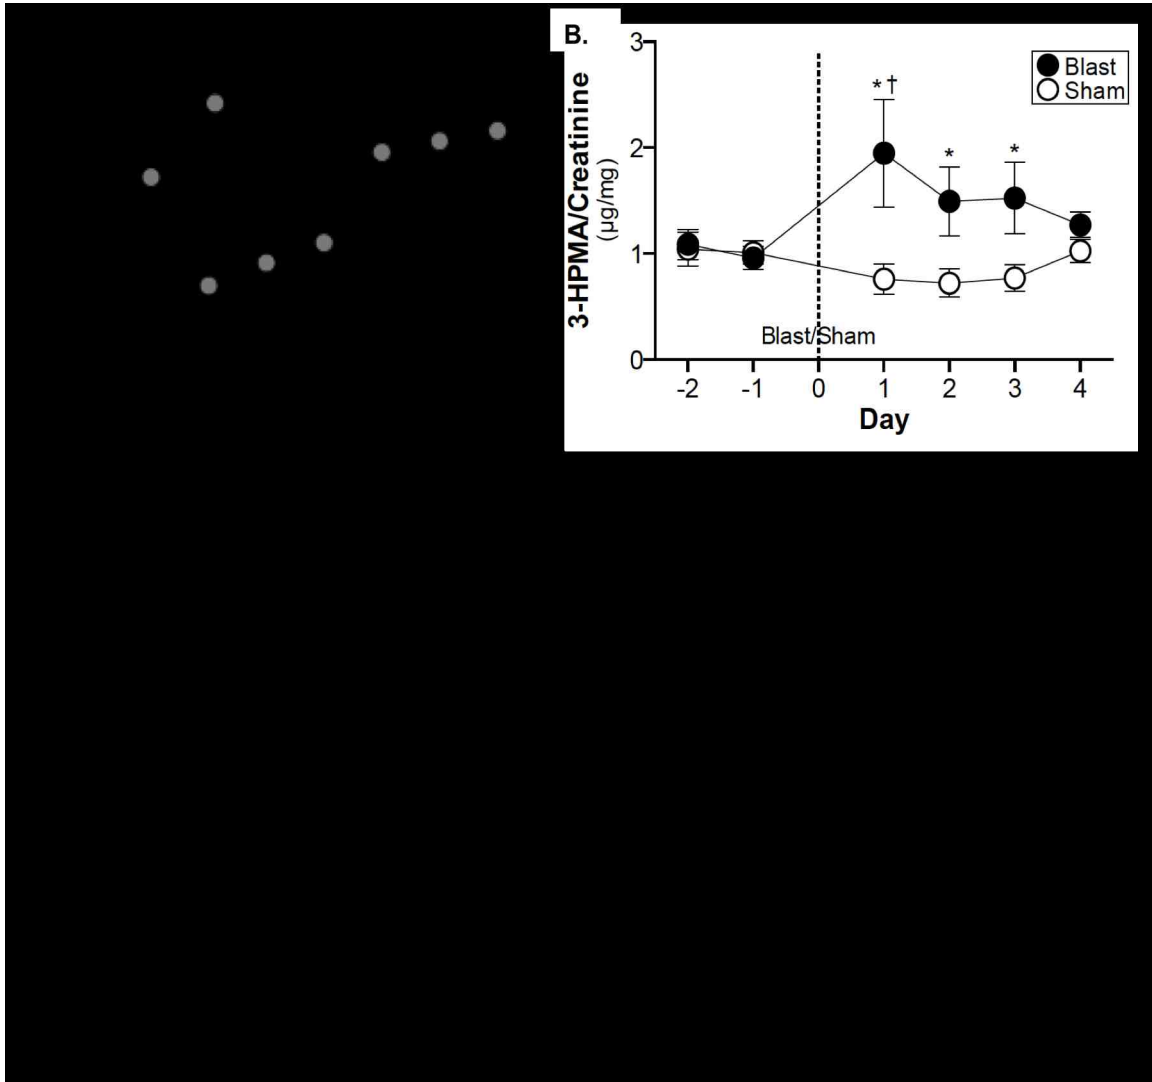 B.
3-HPMA/Creatinine
(µg/mg)
3
2
1
0
Blast
Sham
*†
*
*
Blast/Sham
-2 -1 0 1 2 3 4
Day